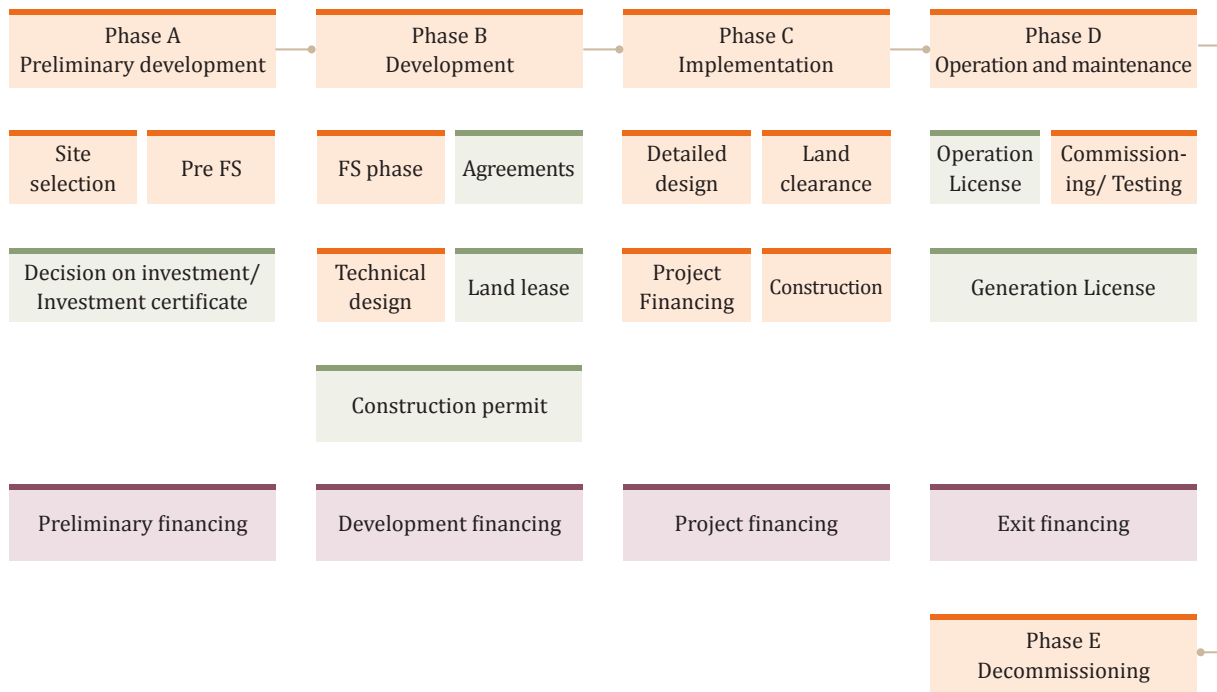 Phase A
Preliminary development
Phase B
Development
Phase C
Implementation
Phase D
Operation and maintenance
Site
selection
Pre FS
FS phase
Agreements
Detailed
design
Land
clearance
Operation
License
Commission-
ing/ Testing
Decision on investment/
Investment certificate
Technical
design
Land lease
Project
Financing
Construction
Generation License
Construction permit
Preliminary financing
Development financing
Project financing
Exit financing
Phase E
Decommissioning